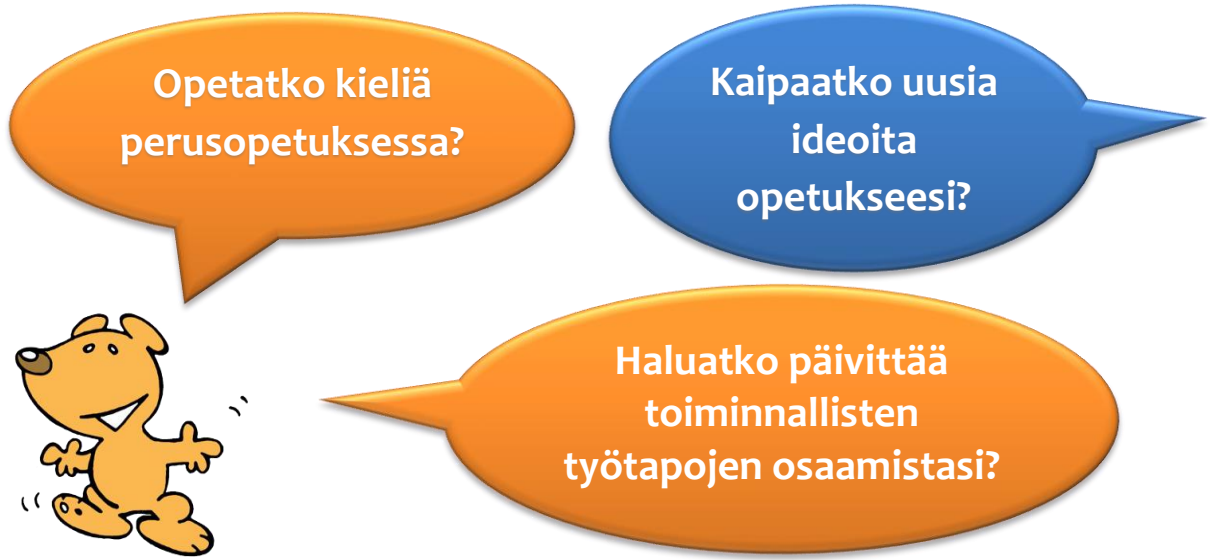 Opetatko kieliä
perusopetuksessa?
Kaipaatko uusia
ideoita
opetukseesi?
Haluatko päivittää
toiminnallisten
työtapojen osaamistasi?